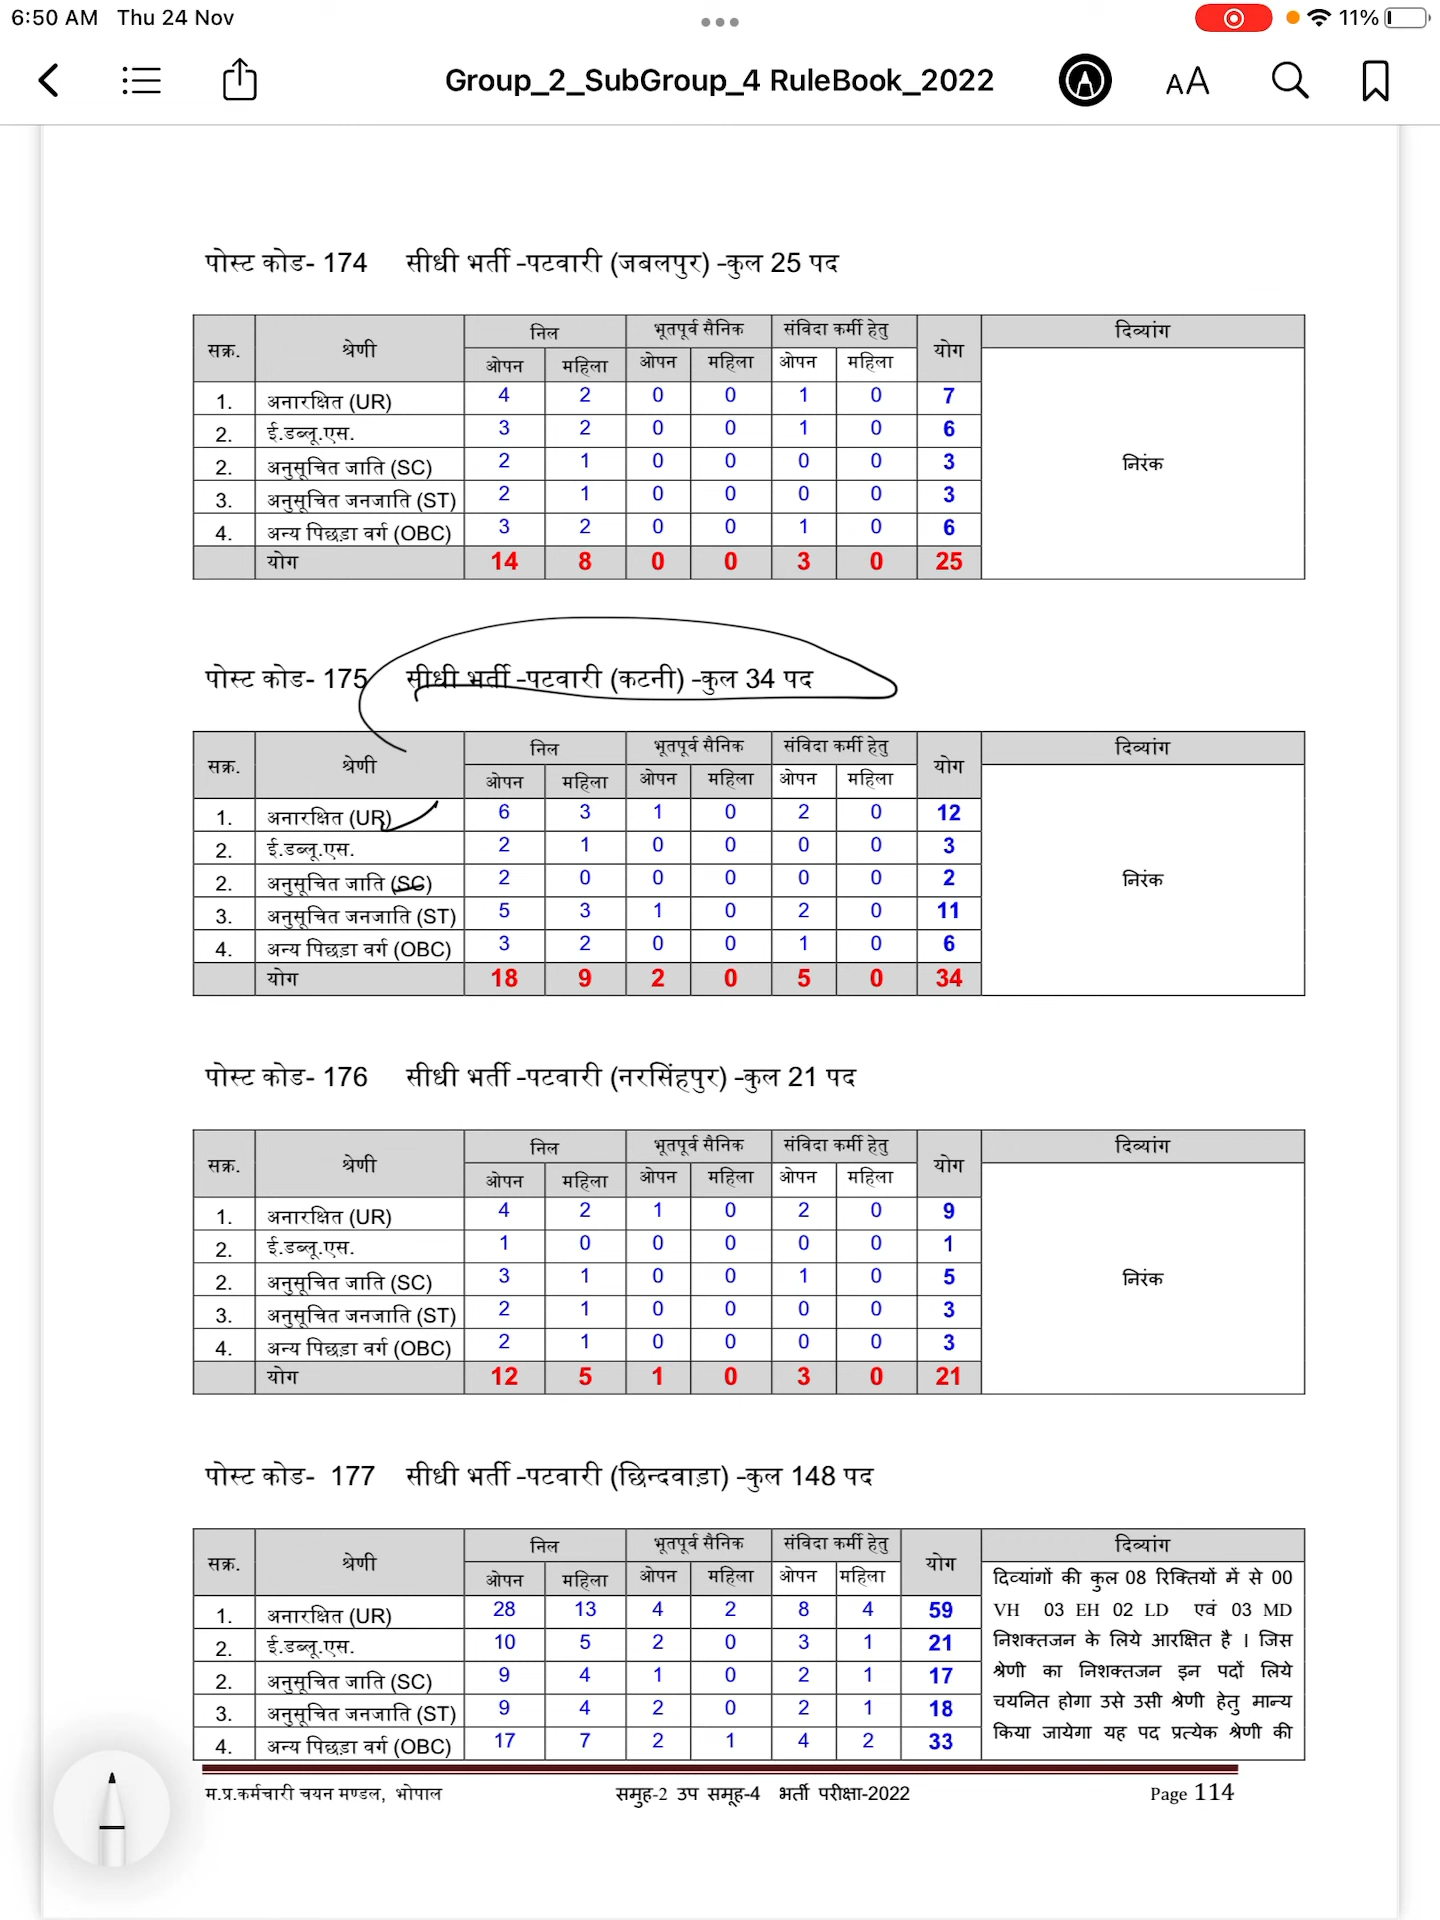 6:50 AM Thu 24 Nov 11%
Group_2_SubGroup_4 RuleBook_2022 AA
पोस्ट कोड- 174 सीधी भर्ती –पटवारी (जबलपुर) –कुल 25 पद
सक्र. श्रेणी निल भूतपूर्व सैनिक संविदा कर्मी हेतु योग दिव्यांग
ओपन महिला ओपन महिला ओपन महिला
1. अनारक्षित (UR) 4 2 0 0 1 0 7
2. ई.डब्लू.एस. 3 2 0 0 1 0 6
2. अनुसूचित जाति (SC) 2 1 0 0 0 0 3 निरंक
3. अनुसूचित जनजाति (ST) 2 1 0 0 0 0 3
4. अन्य पिछड़ा वर्ग (OBC) 3 2 0 0 1 0 6
योग 14 8 0 0 3 0 25
पोस्ट कोड- 175 सीधी भर्ती –पटवारी (कटनी) –कुल 34 पद
सक्र. श्रेणी निल भूतपूर्व सैनिक संविदा कर्मी हेतु योग दिव्यांग
ओपन महिला ओपन महिला ओपन महिला
1. अनारक्षित (UR) 6 3 1 0 2 0 12
2. ई.डब्लू.एस. 2 1 0 0 0 0 3
2. अनुसूचित जाति (SC) 2 0 0 0 0 0 2 निरंक
3. अनुसूचित जनजाति (ST) 5 3 1 0 2 0 11
4. अन्य पिछड़ा वर्ग (OBC) 3 2 0 0 1 0 6
योग 18 9 2 0 5 0 34
पोस्ट कोड- 176 सीधी भर्ती –पटवारी (नरसिंहपुर) –कुल 21 पद
सक्र. श्रेणी निल भूतपूर्व सैनिक संविदा कर्मी हेतु योग दिव्यांग
ओपन महिला ओपन महिला ओपन महिला
1. अनारक्षित (UR) 4 2 1 0 2 0 9
2. ई.डब्लू.एस. 1 0 0 0 0 0 1
2. अनुसूचित जाति (SC) 3 1 0 0 1 0 5 निरंक
3. अनुसूचित जनजाति (ST) 2 1 0 0 0 0 3
4. अन्य पिछड़ा वर्ग (OBC) 2 1 0 0 0 0 3
योग 12 5 1 0 3 0 21
पोस्ट कोड- 177 सीधी भर्ती –पटवारी (छिन्दवाड़ा) –कुल 148 पद
सक्र. श्रेणी निल भूतपूर्व सैनिक संविदा कर्मी हेतु योग दिव्यांग
ओपन महिला ओपन महिला ओपन महिला दिव्यांगों की कुल 08 रिक्तियों में से 00
1. अनारक्षित (UR) 28 13 4 2 8 4 59 VH 03 EH 02 LD एवं 03 MD
2. ई.डब्लू.एस. 10 5 2 0 3 1 21 निशक्तजन के लिये आरक्षित है । जिस
2. अनुसूचित जाति (SC) 9 4 1 0 2 1 17 श्रेणी का निशक्तजन इन पदों लिये
3. अनुसूचित जनजाति (ST) 9 4 2 0 2 1 18 चयनित होगा उसे उसी श्रेणी हेतु मान्य
4. अन्य पिछड़ा वर्ग (OBC) 17 7 2 1 4 2 33 किया जायेगा यह पद प्रत्येक श्रेणी की
म.प्र.कर्मचारी चयन मण्डल, भोपाल समुह-2 उप समूह-4 भर्ती परीक्षा-2022 Page 114